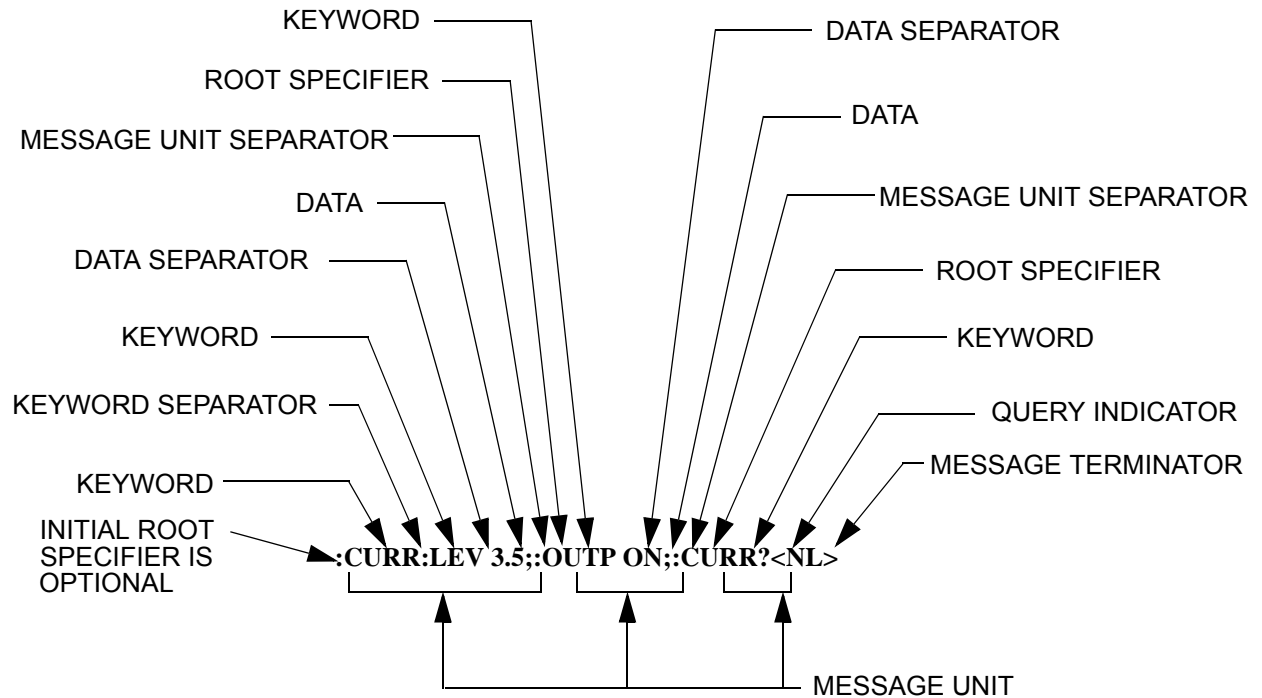 KEYWORD
ROOT SPECIFIER
MESSAGE UNIT SEPARATOR
DATA
DATA SEPARATOR
KEYWORD
KEYWORD SEPARATOR
KEYWORD
INITIAL ROOT
SPECIFIER IS
OPTIONAL
DATA SEPARATOR
DATA
MESSAGE UNIT SEPARATOR
ROOT SPECIFIER
KEYWORD
QUERY INDICATOR
MESSAGE TERMINATOR
:CURR:LEV 3.5;:OUTP ON;:CURR?<NL>
MESSAGE UNIT